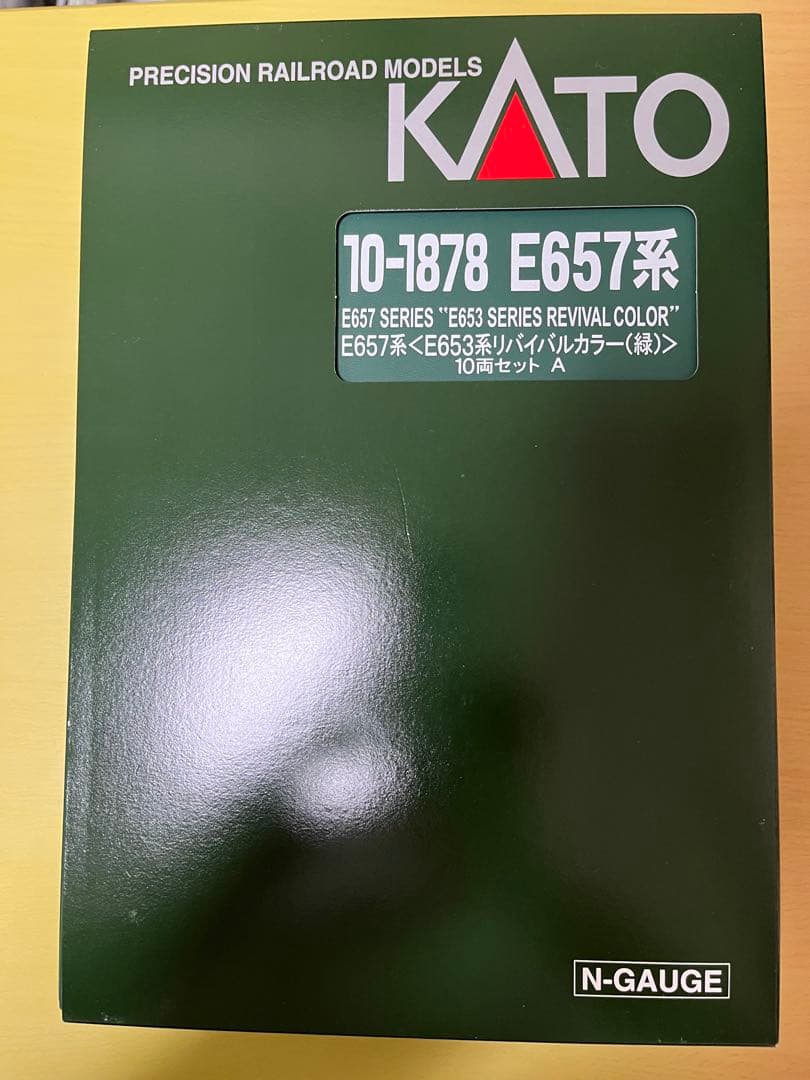 PRECISION RAILROAD MODELS
KATO
10-1878 E657系
E657 SERIES "E653 SERIES REVIVAL COLOR"
E657系<E653系リバイバルカラー(緑)>
10両セット A
N-GAUGE